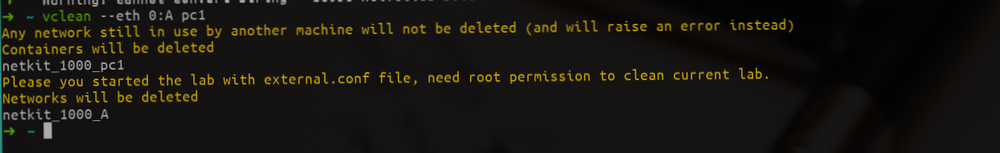 ➜ ~ vclean --eth 0:A pc1
Any network still in use by another machine will not be deleted (and will raise an error instead)
Containers will be deleted
netkit_1000_pc1
Please you started the lab with external.conf file, need root permission to clean current lab.
Networks will be deleted
netkit_1000_A
➜ ~